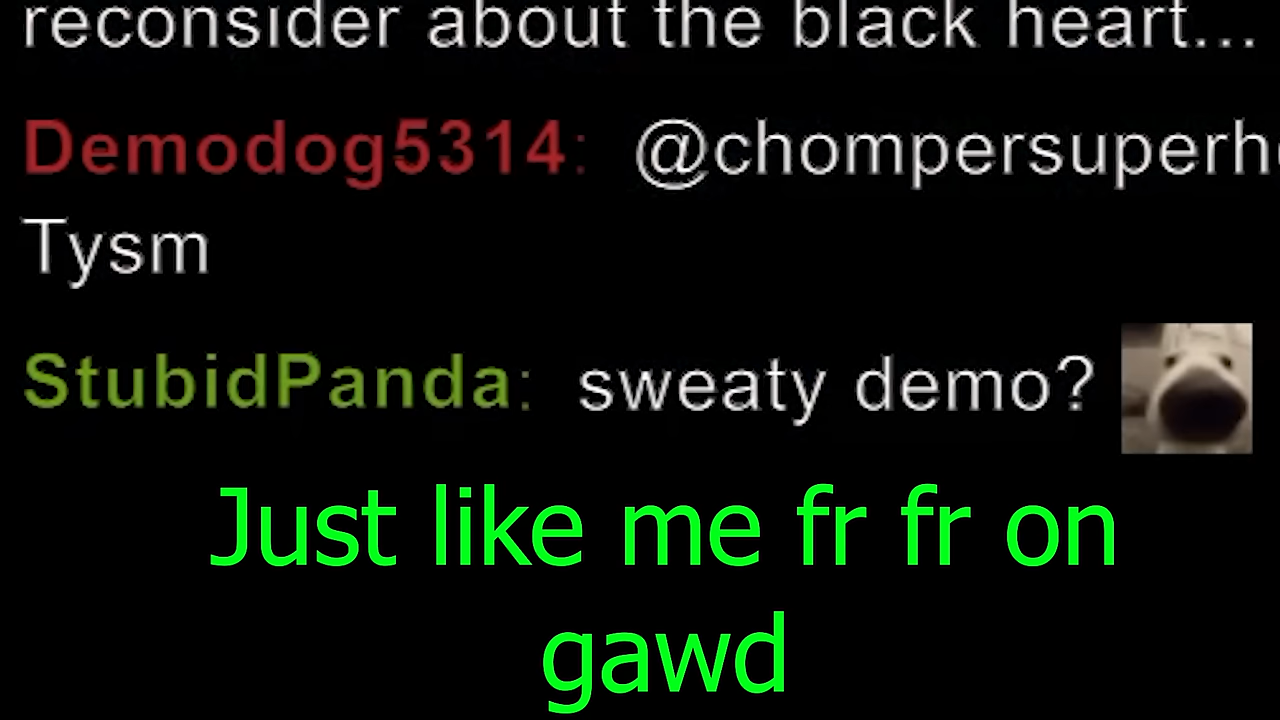 reconsider about the black heart...
Demodog5314: @chompersuperh
Tysm
StubidPanda: sweaty demo?
Just like me fr fr on
gawd